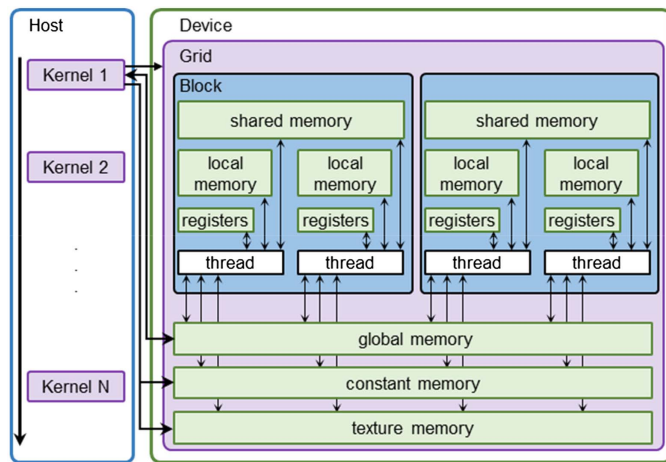 Host
Device
Grid
Kernel 1
Block
shared memory
shared memory
local
memory
local
memory
local
memory
local
memory
Kernel 2
registers
registers
registers
registers
thread
thread
thread
thread
.
.
.
global memory
Kernel N
constant memory
texture memory